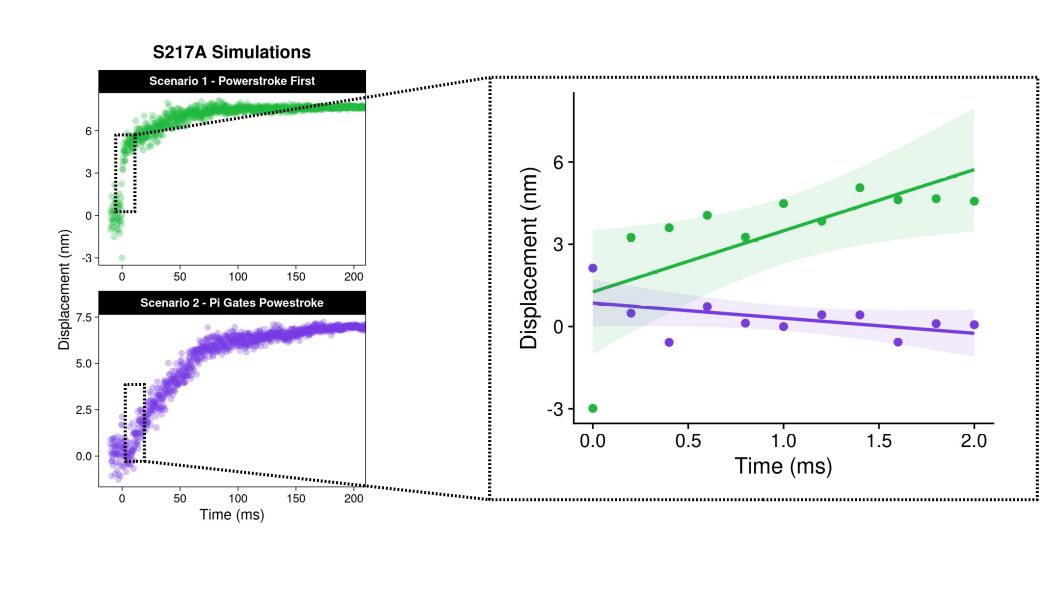 S217A Simulations
Scenario 1 - Powerstroke First
6
3
0
-3
0 50 100 150 200
Scenario 2 - Pi Gates Powestroke
7.5
5.0
2.5
0.0
0 50 100 150 200
Time (ms)
Displacement (nm)
6
3
0
-3
0.0 0.5 1.0 1.5 2.0
Time (ms)
Displacement (nm)